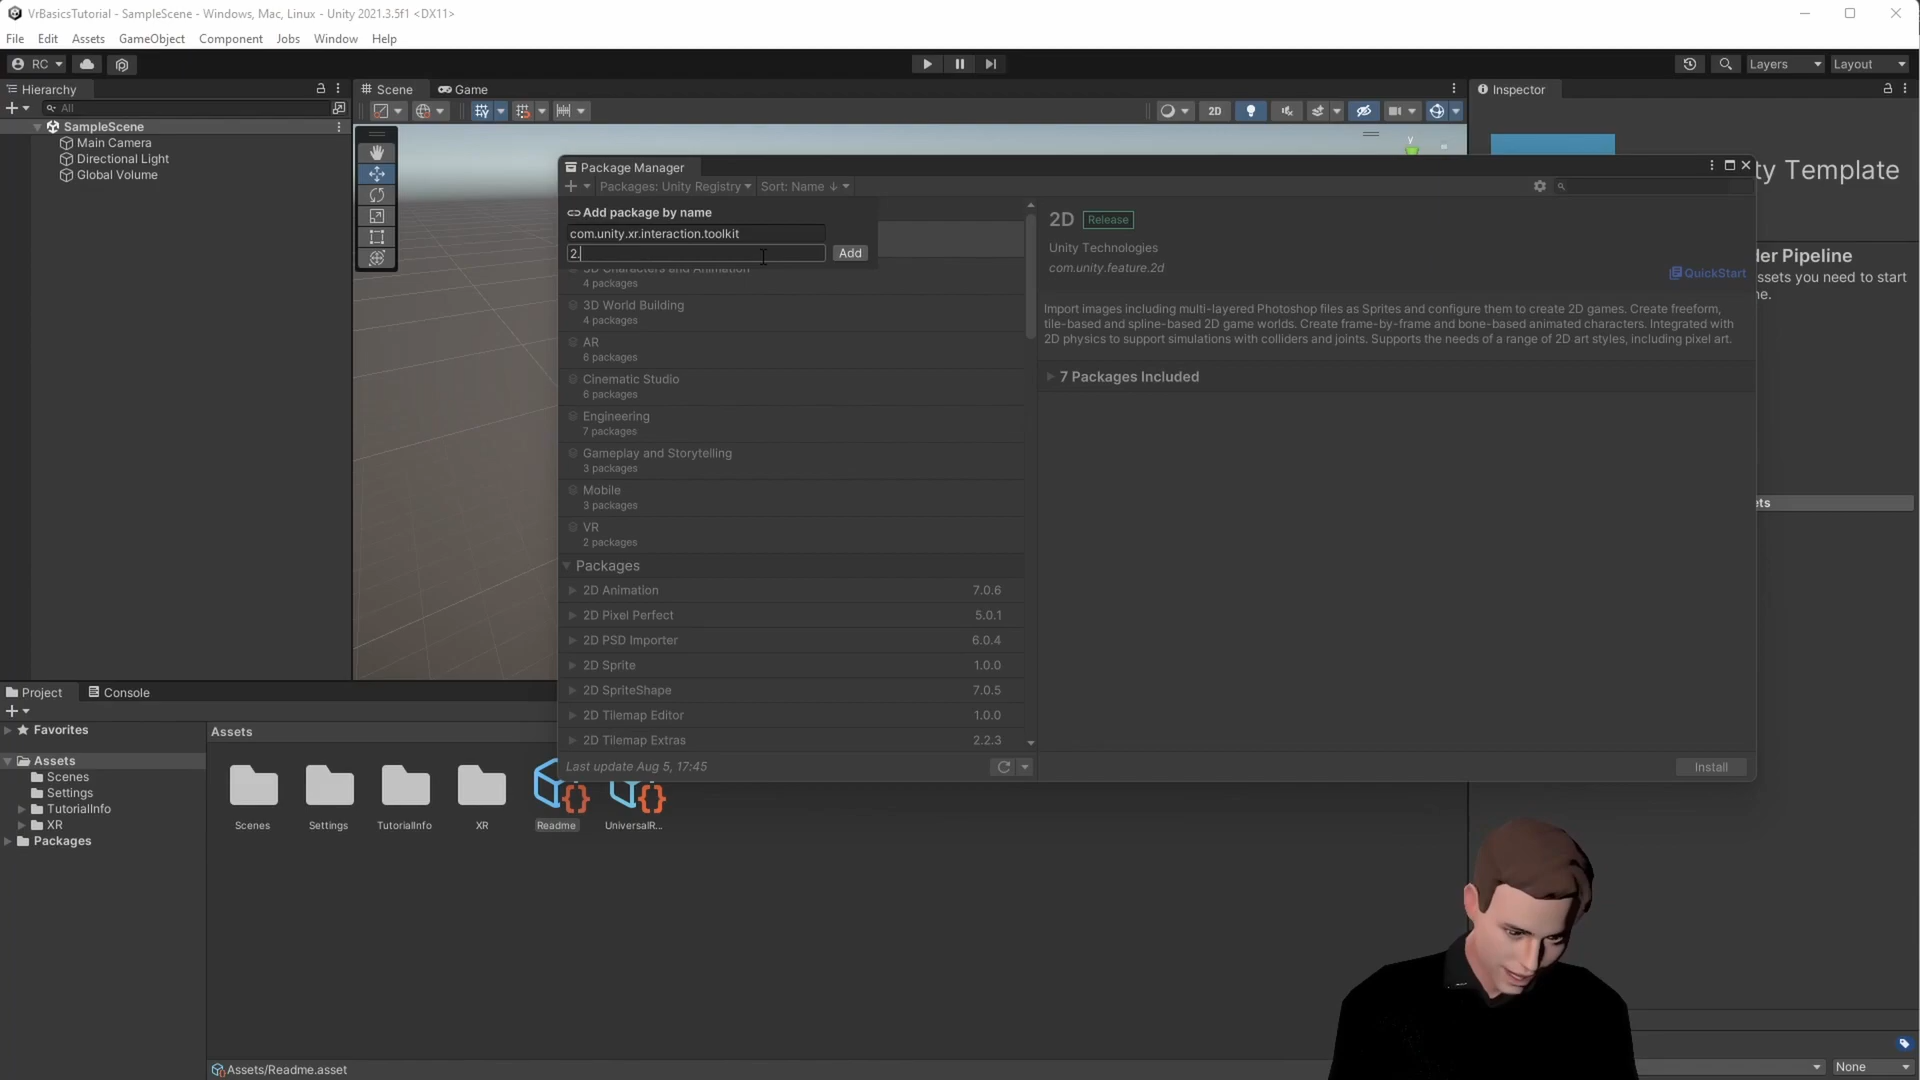 VrBasicsTutorial - SampleScene - Windows, Mac, Linux - Unity 2021.3.5f1 <DX11>
File Edit Assets GameObject Component Jobs Window Help
RC
Layers
Layout
Hierarchy
All
SampleScene
Main Camera
Directional Light
Global Volume
Scene
Game
2D
y
Inspector
ty Template
der Pipeline
assets you need to start
ne.
ets
Package Manager
Packages: Unity Registry
Sort: Name ↓
Add package by name
com.unity.xr.interaction.toolkit
2.
Add
3D Characters and Animation
4 packages
3D World Building
4 packages
AR
6 packages
Cinematic Studio
6 packages
Engineering
7 packages
Gameplay and Storytelling
3 packages
Mobile
3 packages
VR
2 packages
Packages
2D Animation 7.0.6
2D Pixel Perfect 5.0.1
2D PSD Importer 6.0.4
2D Sprite 1.0.0
2D SpriteShape 7.0.5
2D Tilemap Editor 1.0.0
2D Tilemap Extras 2.2.3
Last update Aug 5, 17:45
2D Release
Unity Technologies
com.unity.feature.2d
QuickStart
Import images including multi-layered Photoshop files as Sprites and configure them to create 2D games. Create freeform,
tile-based and spline-based 2D game worlds. Create frame-by-frame and bone-based animated characters. Integrated with
2D physics to support simulations with colliders and joints. Supports the needs of a range of 2D art styles, including pixel art.
7 Packages Included
Install
Project
Console
Favorites
Assets
Scenes
Settings
TutorialInfo
XR
Packages
Assets
Scenes
Settings
TutorialInfo
XR
Readme
UniversalR...
Assets/Readme.asset
None